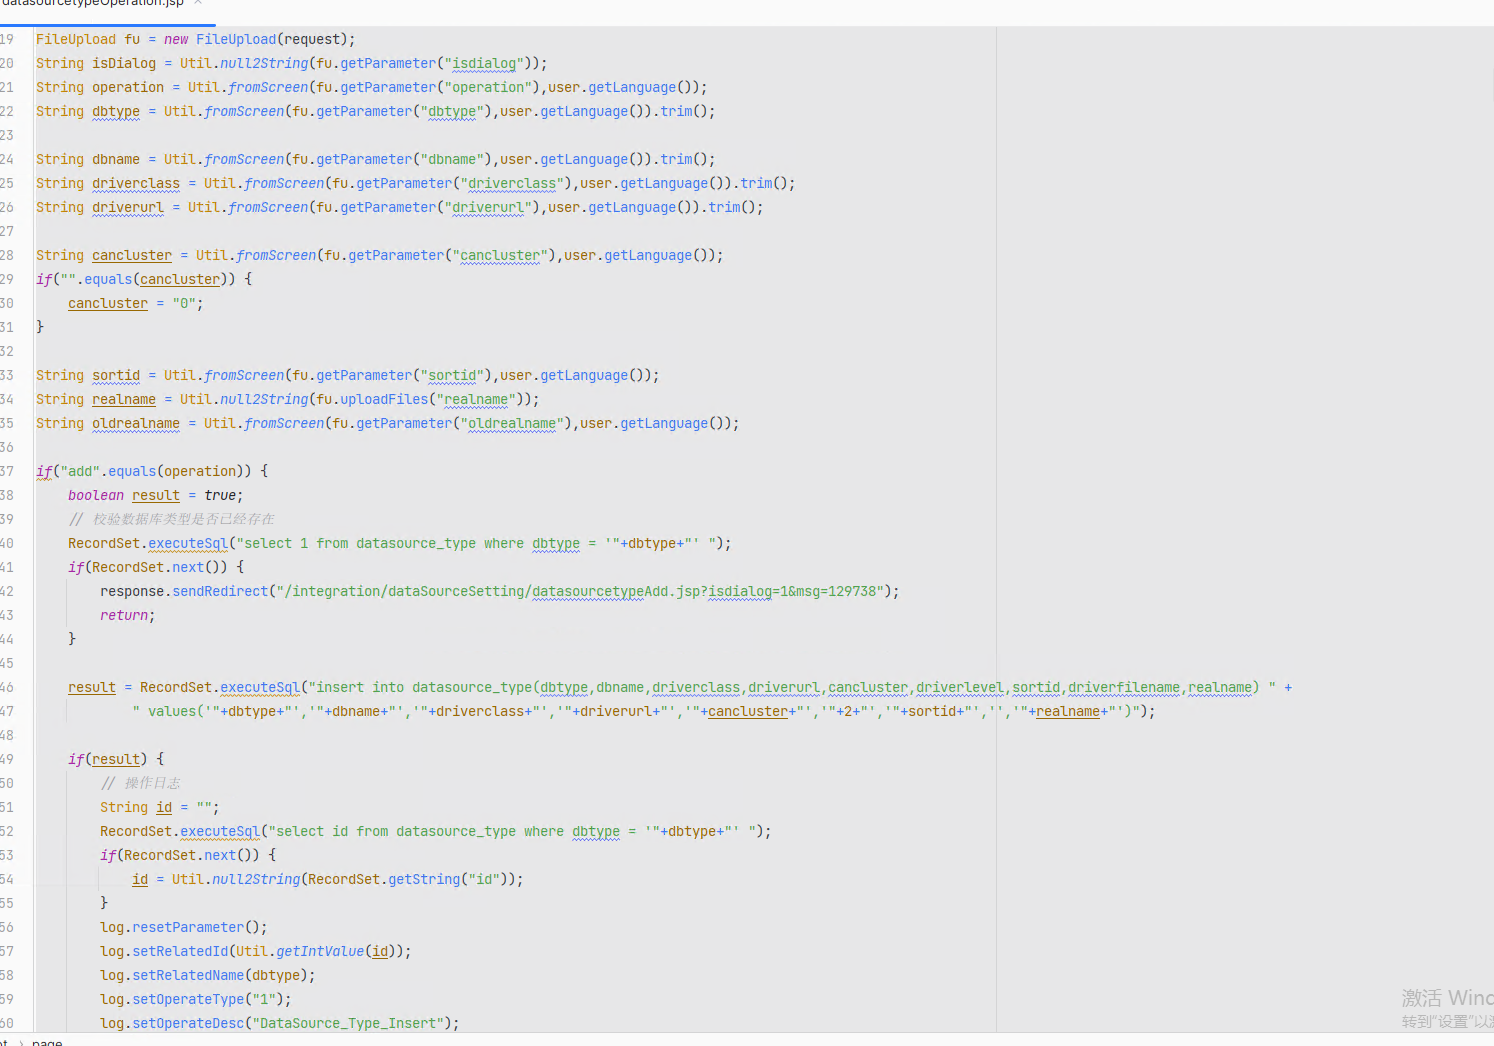 datasourcetypeOperation.jsp ×
19 FileUpload fu = new FileUpload(request);
20 String isDialog = Util.null2String(fu.getParameter("isdialog"));
21 String operation = Util.fromScreen(fu.getParameter("operation"),user.getLanguage());
22 String dbtype = Util.fromScreen(fu.getParameter("dbtype"),user.getLanguage()).trim();
23
24 String dbname = Util.fromScreen(fu.getParameter("dbname"),user.getLanguage()).trim();
25 String driverclass = Util.fromScreen(fu.getParameter("driverclass"),user.getLanguage()).trim();
26 String driverurl = Util.fromScreen(fu.getParameter("driverurl"),user.getLanguage()).trim();
27
28 String cancluster = Util.fromScreen(fu.getParameter("cancluster"),user.getLanguage());
29 if("".equals(cancluster)) {
30 cancluster = "0";
31 }
32
33 String sortid = Util.fromScreen(fu.getParameter("sortid"),user.getLanguage());
34 String realname = Util.null2String(fu.uploadFiles("realname"));
35 String oldrealname = Util.fromScreen(fu.getParameter("oldrealname"),user.getLanguage());
36
37 if("add".equals(operation)) {
38 boolean result = true;
39 // 校验数据库类型是否已经存在
40 RecordSet.executeSql("select 1 from datasource_type where dbtype = '"+dbtype+"' ");
41 if(RecordSet.next()) {
42 response.sendRedirect("/integration/dataSourceSetting/datasourcetypeAdd.jsp?isdialog=1&msg=129738");
43 return;
44 }
45
46 result = RecordSet.executeSql("insert into datasource_type(dbtype,dbname,driverclass,driverurl,cancluster,driverlevel,sortid,driverfilename,realname) " +
47 " values('"+dbtype+"','"+dbname+"','"+driverclass+"','"+driverurl+"','"+cancluster+"','"+2+"','"+sortid+"','','"+realname+"')");
48
49 if(result) {
50 // 操作日志
51 String id = "";
52 RecordSet.executeSql("select id from datasource_type where dbtype = '"+dbtype+"' ");
53 if(RecordSet.next()) {
54 id = Util.null2String(RecordSet.getString("id"));
55 }
56 log.resetParameter();
57 log.setRelatedId(Util.getIntValue(id));
58 log.setRelatedName(dbtype);
59 log.setOperateType("1");
60 log.setOperateDesc("DataSource_Type_Insert");
激活 Wind
转到"设置"以
page